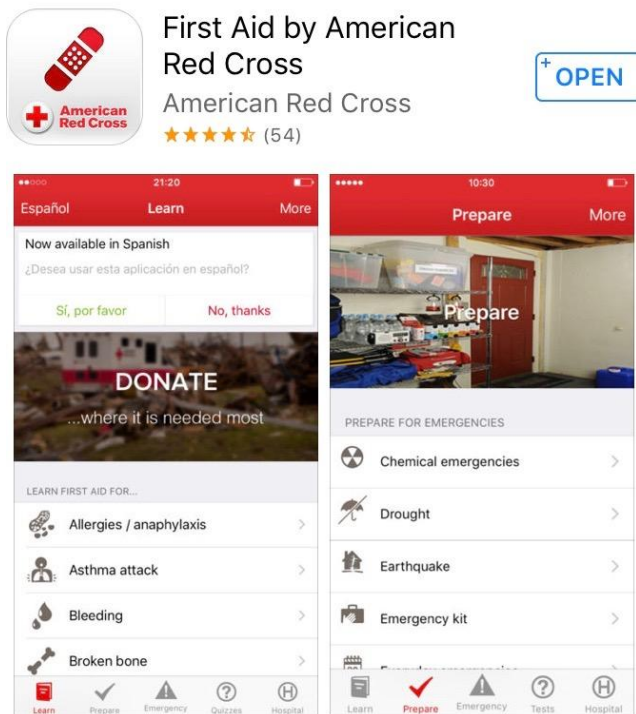 First Aid by American
Red Cross
American Red Cross
(54)
+ OPEN
American
Red Cross
21:20
Español
Learn
More
Now available in Spanish
¿Desea usar esta aplicación en español?
Sí, por favor
No, thanks
DONATE
...where it is needed most
LEARN FIRST AID FOR...
Allergies / anaphylaxis
Asthma attack
Bleeding
Broken bone
Learn
Prepare
Emergency
Quizzes
Hospital
10:30
Prepare
More
Prepare
PREPARE FOR EMERGENCIES
Chemical emergencies
Drought
Earthquake
Emergency kit
Learn
Prepare
Emergency
Tests
Hospital